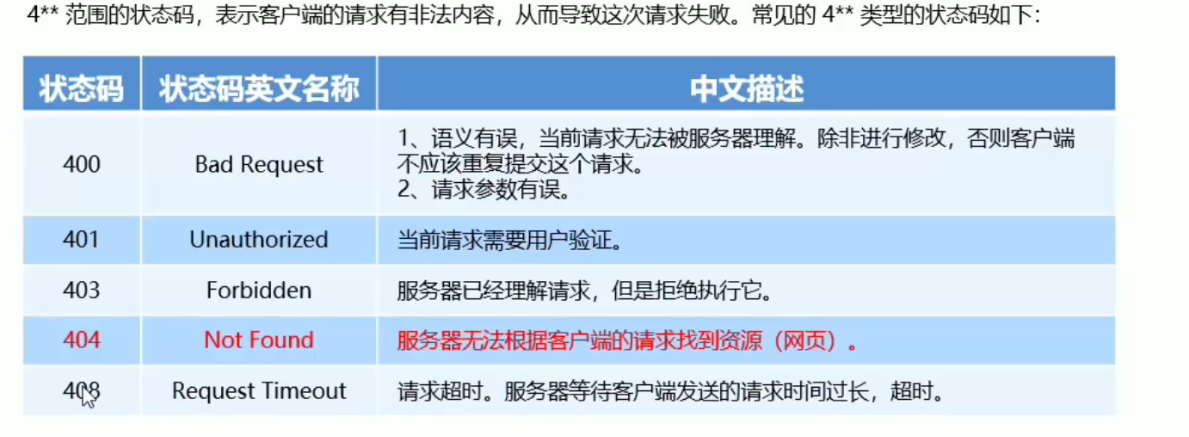 4** 范围的状态码，表示客户端的请求有非法内容，从而导致这次请求失败。常见的 4** 类型的状态码如下：
状态码 状态码英文名称 中文描述
400 Bad Request 1、语义有误，当前请求无法被服务器理解。除非进行修改，否则客户端
不应该重复提交这个请求。
2、请求参数有误。
401 Unauthorized 当前请求需要用户验证。
403 Forbidden 服务器已经理解请求，但是拒绝执行它。
404 Not Found 服务器无法根据客户端的请求找到资源（网页）。
408 Request Timeout 请求超时。服务器等待客户端发送的请求时间过长，超时。